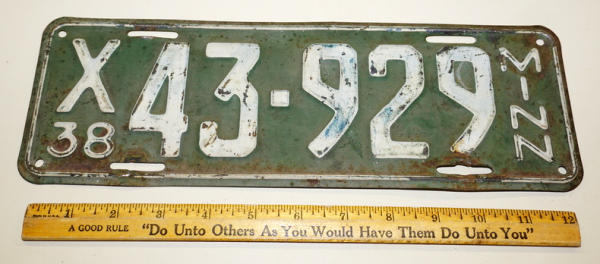 X 43-929 MINN
38
1 2 3 4 5 6 7 8 9 10 11 12
A GOOD RULE "Do Unto Others As You Would Have Them Do Unto You"